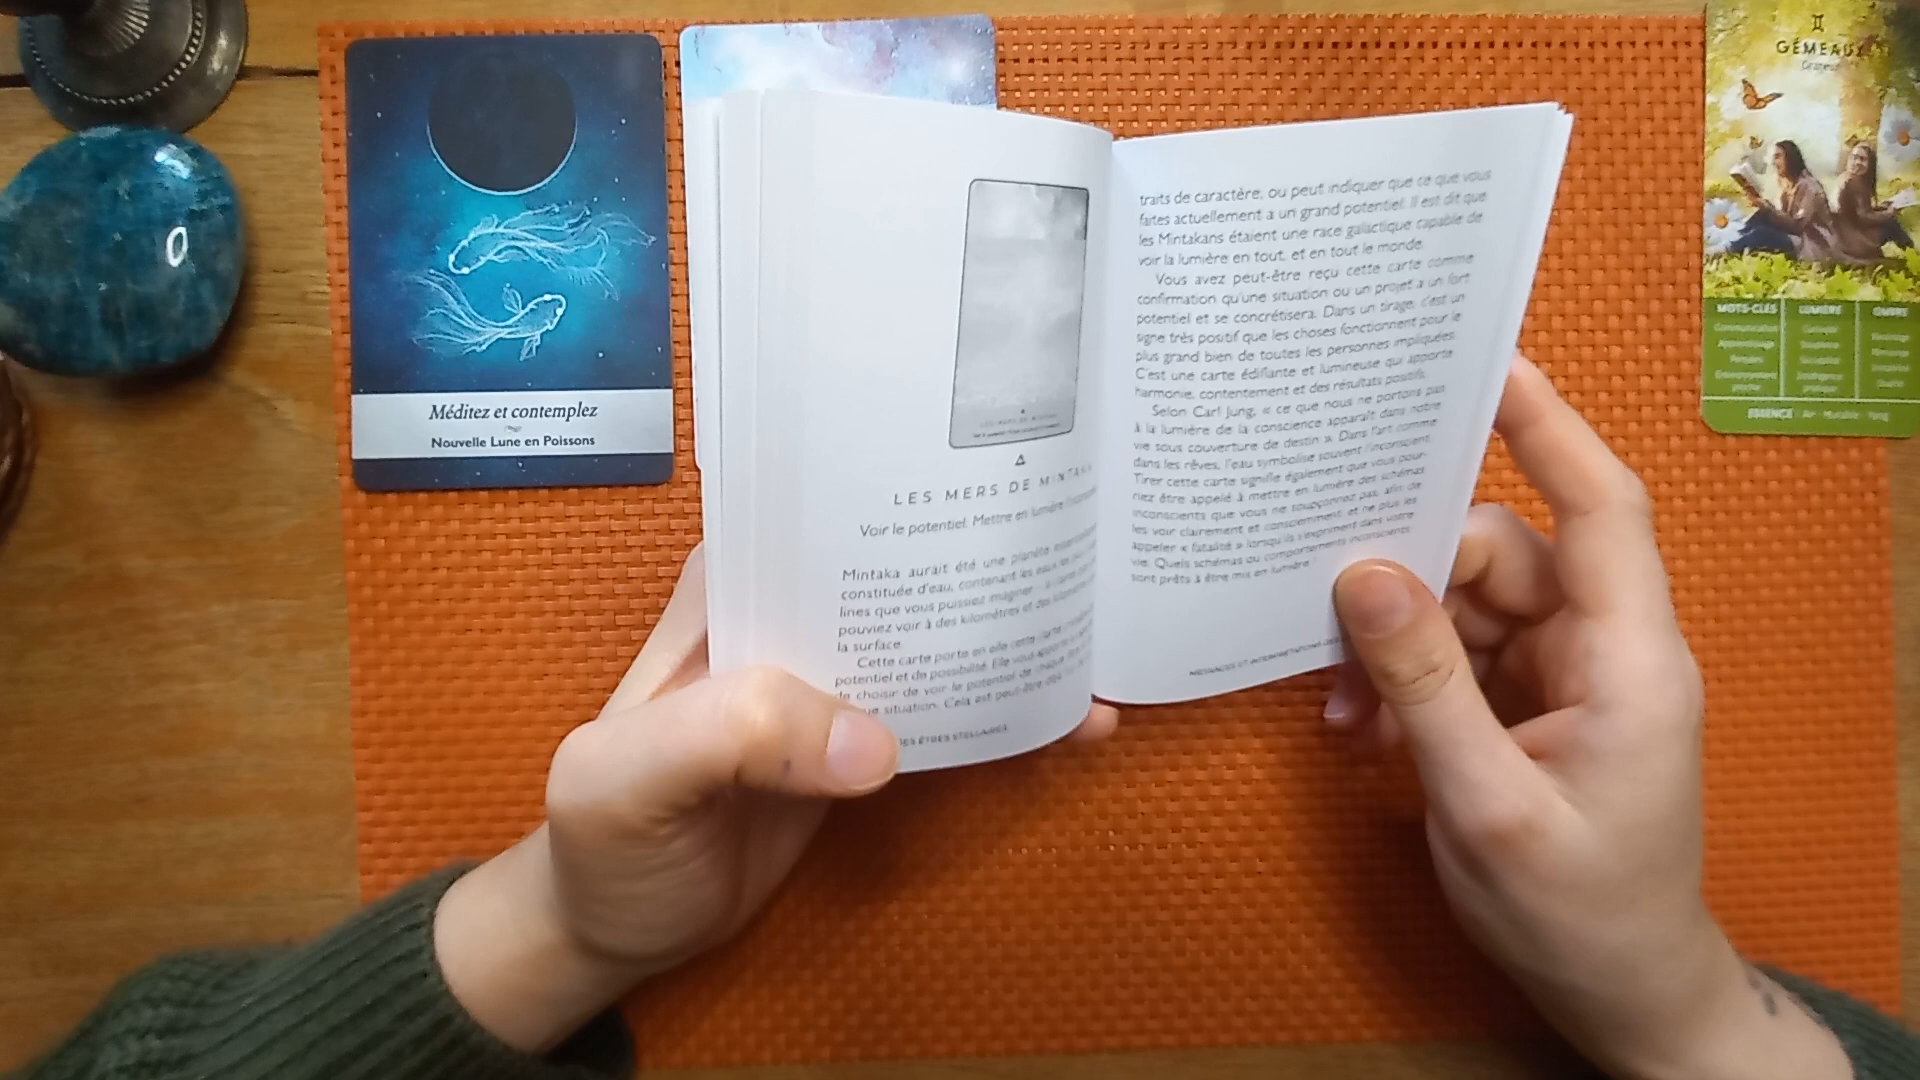 Méditez et contemplez
Nouvelle Lune en Poissons
LES MERS DE MINTAKA
Voir le potentiel. Mettre en lumière
Mintaka aurait été une planète
constituée d'eau, contenant les eaux
lines que vous puissiez imaginer
pouviez voir à des kilomètres et des kilomètres
la surface.
Cette carte porte en elle cette
potentiel et de possibilité. Elle vous
de choisir de voir le potentiel de chaque
situation. Cela est peut-être
DES ÊTRES STELLAIRES
traits de caractère, ou peut indiquer que ce que vous
faites actuellement a un grand potentiel. Il est dit que
les Mintakans étaient une race galactique capable de
voir la lumière en tout, et en tout le monde.
Vous avez peut-être reçu cette carte comme
confirmation qu'une situation ou un projet a un fort
potentiel et se concrétisera. Dans un tirage, c'est un
signe très positif que les choses fonctionnent pour le
plus grand bien de toutes les personnes impliquées.
C'est une carte édifiante et lumineuse qui apporte
harmonie, contentement et des résultats positifs.
Selon Carl Jung, « ce que nous ne portons pas
à la lumière de la conscience apparaît dans notre
vie sous couverture de destin ». Dans l'art comme
dans les rêves, l'eau symbolise souvent l'inconscient.
Tirer cette carte signifie également que vous pour-
riez être appelé à mettre en lumière des schémas
inconscients que vous ne soupçonnez pas, afin de
les voir clairement et consciemment, et ne plus les
appeler « fatalité » lorsqu'ils s'expriment dans votre
vie. Quels schémas ou comportements inconscients
sont prêts à être mis en lumière
MESSAGES ET INTERPRÉTATIONS DES
GÉMEAUX
MOTS-CLÉS LUMIÈRE OMBRE
Communication
Apprentissage
ESSENCE : Air · Mutable · Yang